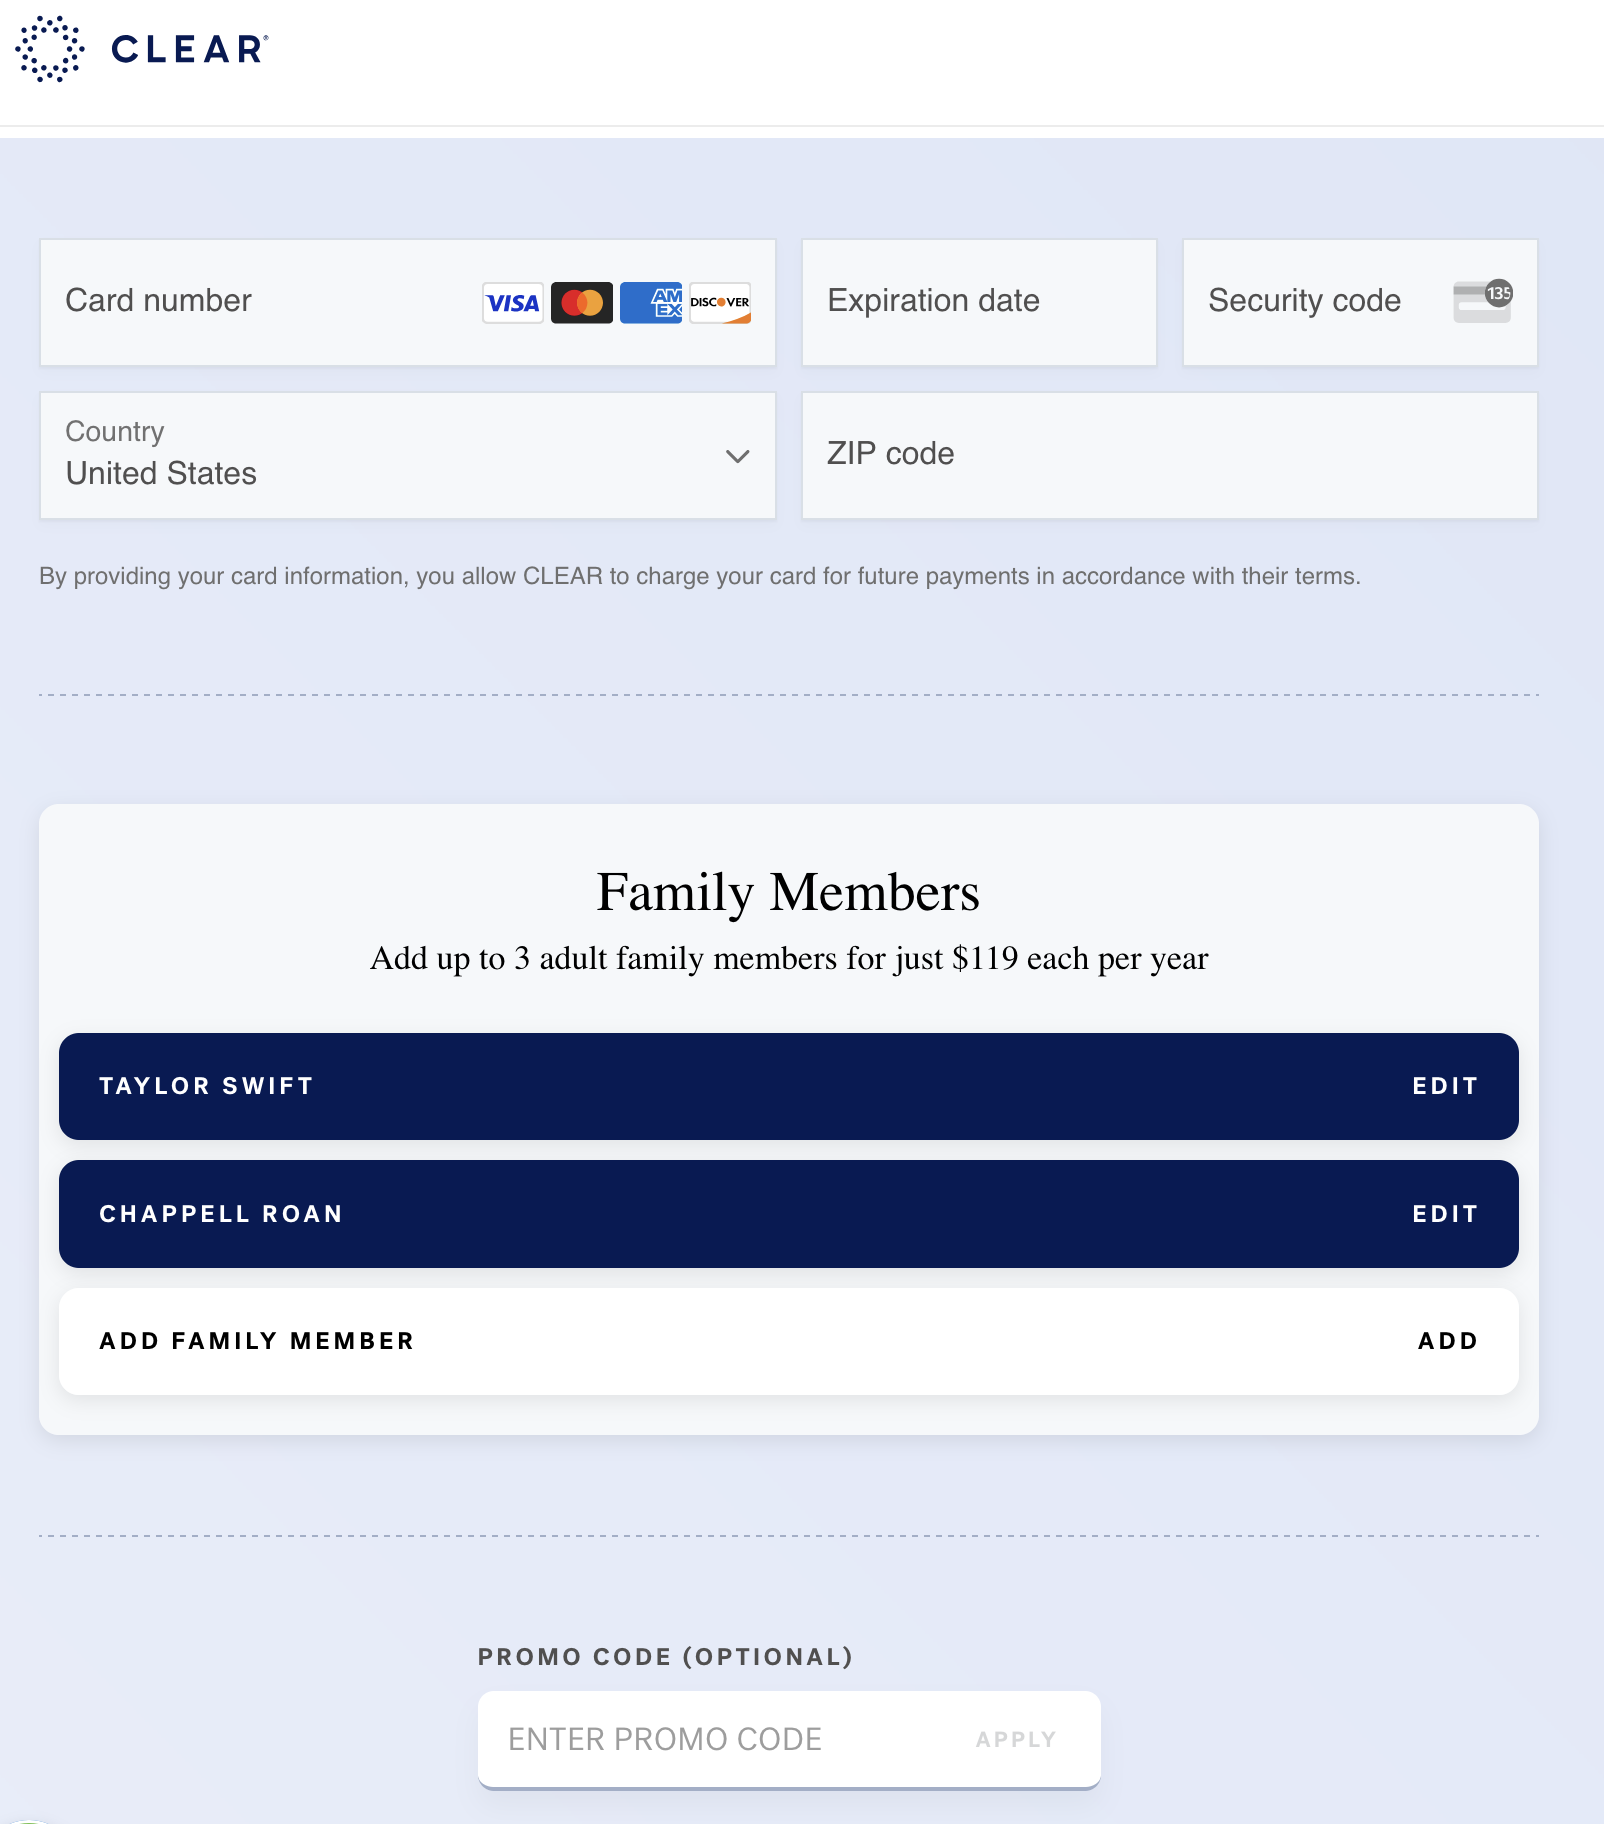 CLEAR®
Card number
VISA
AM
EX
DISCOVER
Expiration date
Security code
135
Country
United States
ZIP code
By providing your card information, you allow CLEAR to charge your card for future payments in accordance with their terms.
Family Members
Add up to 3 adult family members for just $119 each per year
TAYLOR SWIFT
EDIT
CHAPPELL ROAN
EDIT
ADD FAMILY MEMBER
ADD
PROMO CODE (OPTIONAL)
ENTER PROMO CODE
APPLY